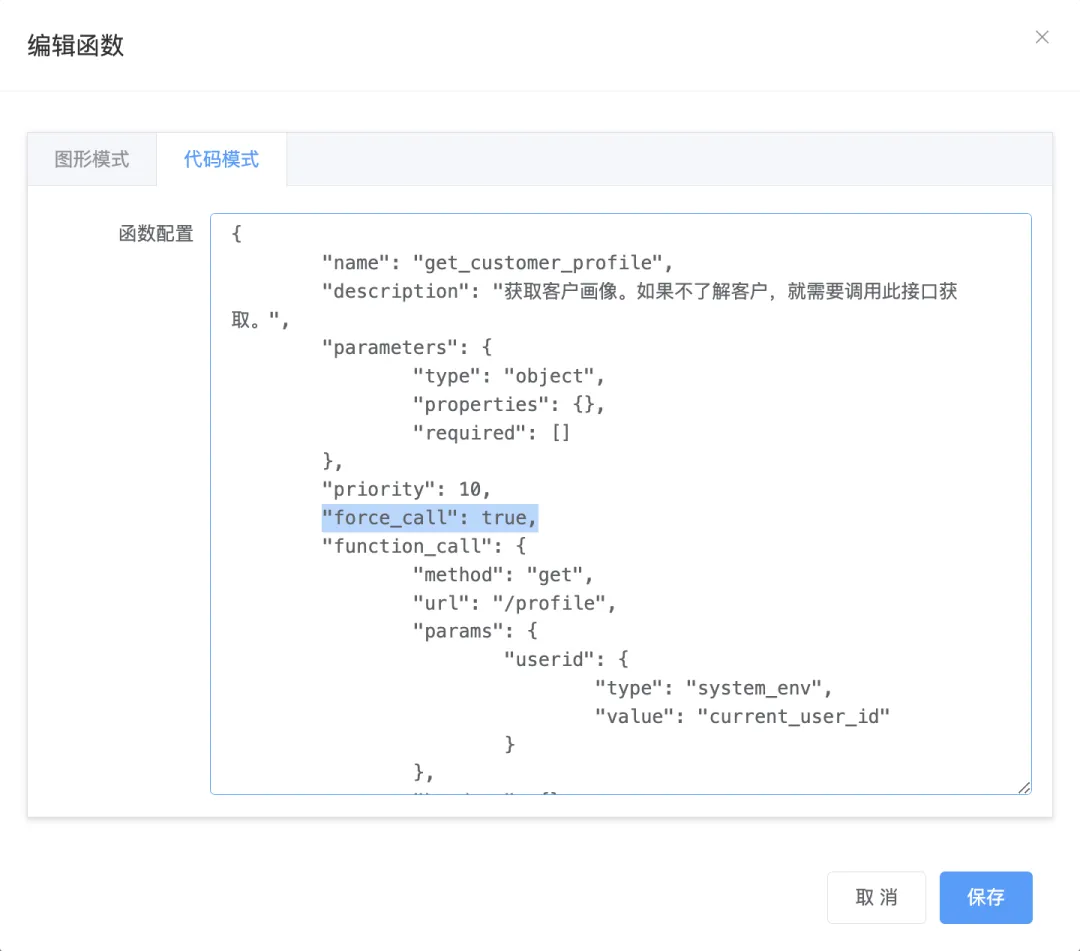 编辑函数
图形模式
代码模式
函数配置
{
"name": "get_customer_profile",
"description": "获取客户画像。如果不了解客户，就需要调用此接口获
取。",
"parameters": {
"type": "object",
"properties": {},
"required": []
},
"priority": 10,
"force_call": true,
"function_call": {
"method": "get",
"url": "/profile",
"params": {
"userid": {
"type": "system_env",
"value": "current_user_id"
}
},
取 消
保存